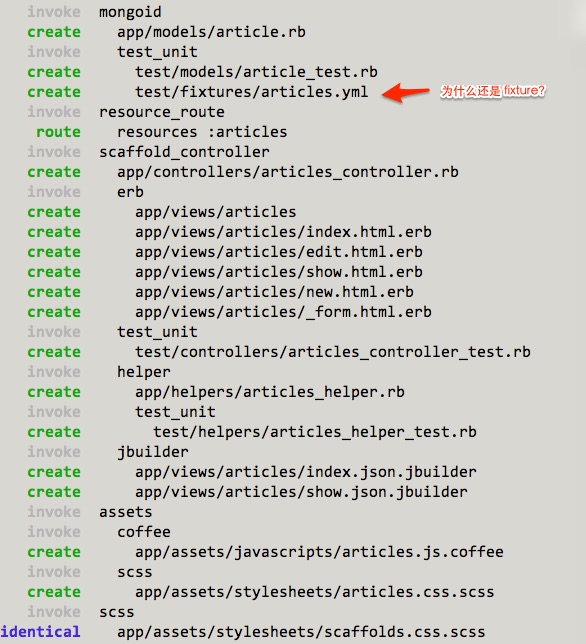 invoke mongoid
create app/models/article.rb
invoke test_unit
create test/models/article_test.rb
create test/fixtures/articles.yml 为什么还是 fixture?
invoke resource_route
route resources :articles
invoke scaffold_controller
create app/controllers/articles_controller.rb
invoke erb
create app/views/articles
create app/views/articles/index.html.erb
create app/views/articles/edit.html.erb
create app/views/articles/show.html.erb
create app/views/articles/new.html.erb
create app/views/articles/_form.html.erb
invoke test_unit
create test/controllers/articles_controller_test.rb
invoke helper
create app/helpers/articles_helper.rb
invoke test_unit
create test/helpers/articles_helper_test.rb
invoke jbuilder
create app/views/articles/index.json.jbuilder
create app/views/articles/show.json.jbuilder
invoke assets
invoke coffee
create app/assets/javascripts/articles.js.coffee
invoke scss
create app/assets/stylesheets/articles.css.scss
invoke scss
identical app/assets/stylesheets/scaffolds.css.scss